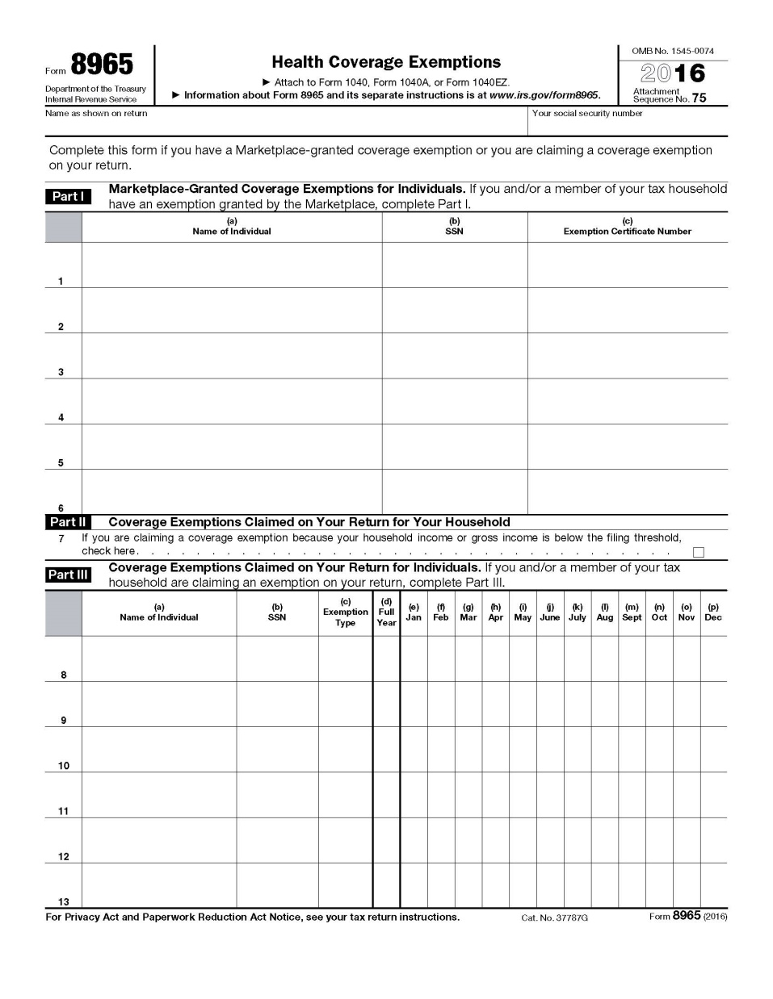 Form 8965
Department of the Treasury
Internal Revenue Service
Health Coverage Exemptions
▶ Attach to Form 1040, Form 1040A, or Form 1040EZ.
▶ Information about Form 8965 and its separate instructions is at www.irs.gov/form8965.
OMB No. 1545-0074
2016
Attachment
Sequence No. 75
Name as shown on return
Your social security number
Complete this form if you have a Marketplace-granted coverage exemption or you are claiming a coverage exemption
on your return.
Part I
Marketplace-Granted Coverage Exemptions for Individuals. If you and/or a member of your tax household
have an exemption granted by the Marketplace, complete Part I.
(a)
Name of Individual
(b)
SSN
(c)
Exemption Certificate Number
1
2
3
4
5
6
Part II Coverage Exemptions Claimed on Your Return for Your Household
7 If you are claiming a coverage exemption because your household income or gross income is below the filing threshold,
check here . . . . . . . . . . . . . . . . . . . . . . . . . . . . . . . . . . . .
Part III
Coverage Exemptions Claimed on Your Return for Individuals. If you and/or a member of your tax
household are claiming an exemption on your return, complete Part III.
(a)
Name of Individual
(b)
SSN
(c)
Exemption
Type
(d)
Full
Year
(e)
Jan
(f)
Feb
(g)
Mar
(h)
Apr
(i)
May
(j)
June
(k)
July
(l)
Aug
(m)
Sept
(n)
Oct
(o)
Nov
(p)
Dec
8
9
10
11
12
13
For Privacy Act and Paperwork Reduction Act Notice, see your tax return instructions. Cat. No. 37787G Form 8965 (2016)